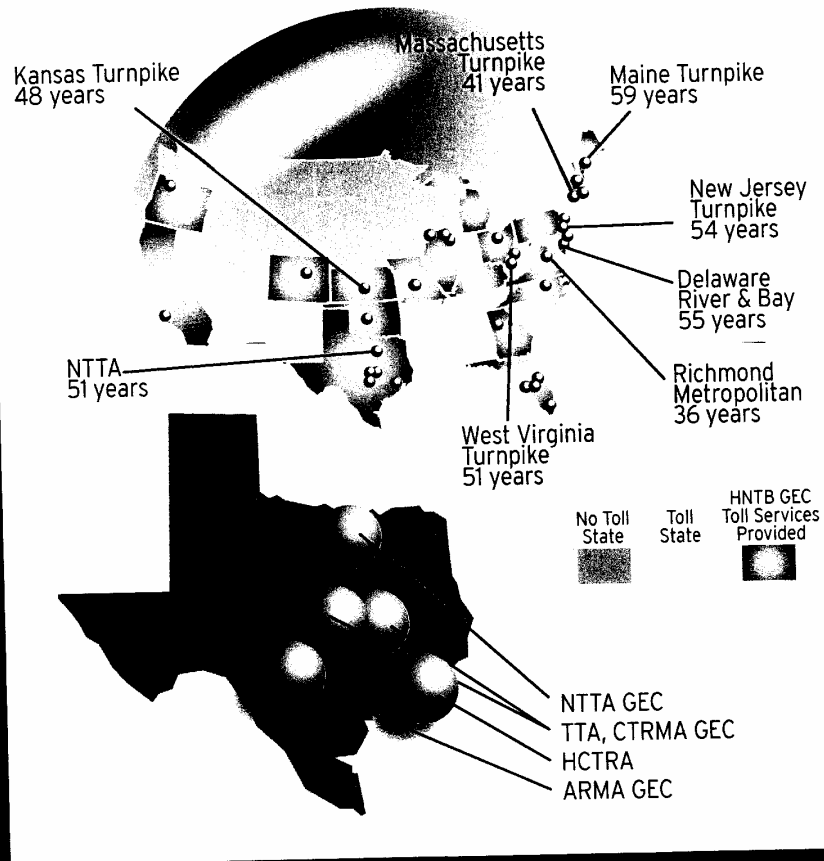 Massachusetts
Turnpike
41 years
Kansas Turnpike
48 years
Maine Turnpike
59 years
New Jersey
Turnpike
54 years
Delaware
River & Bay
55 years
NTTA
51 years
Richmond
Metropolitan
36 years
West Virginia
Turnpike
51 years
No Toll
State
Toll
State
HNTB GEC
Toll Services
Provided
NTTA GEC
TTA, CTRMA GEC
HCTRA
ARMA GEC